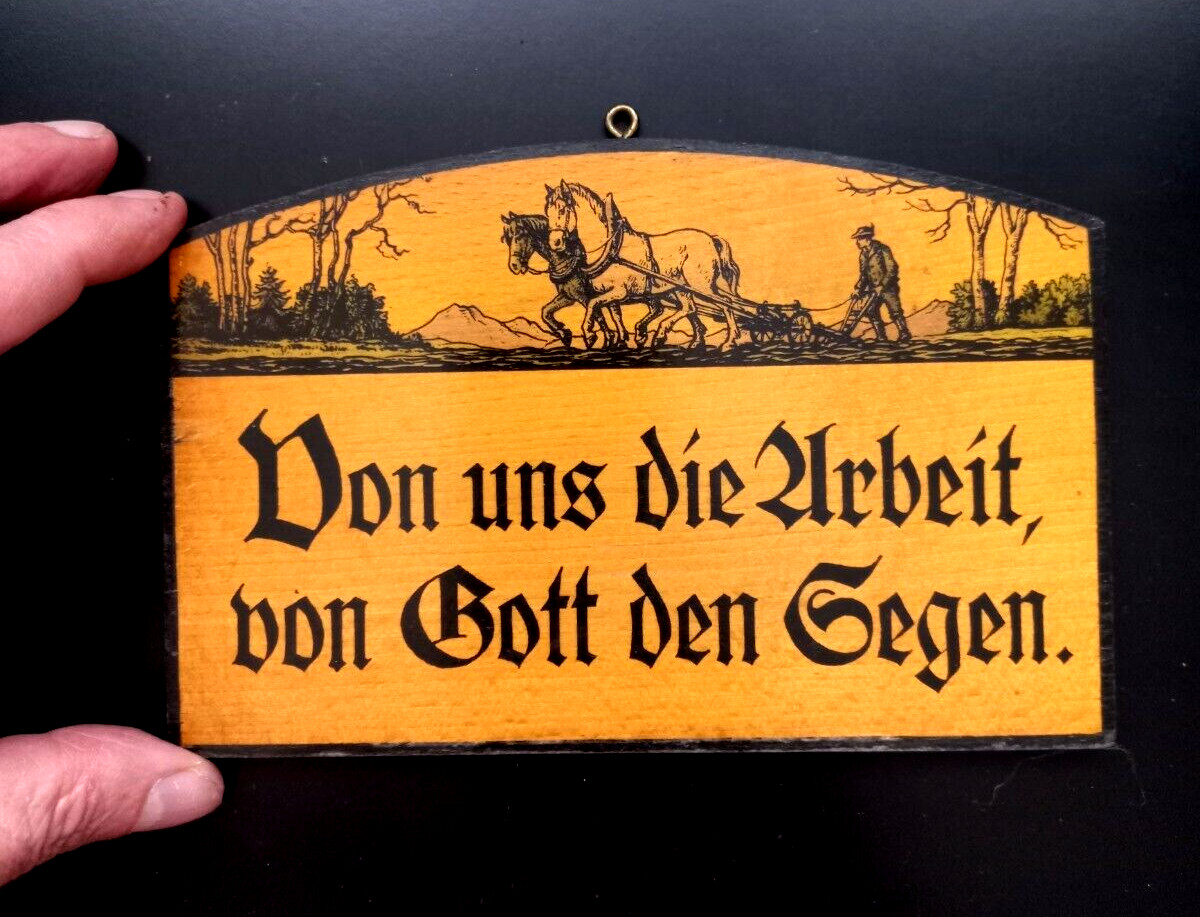 Von uns die Arbeit,
von Gott den Segen.